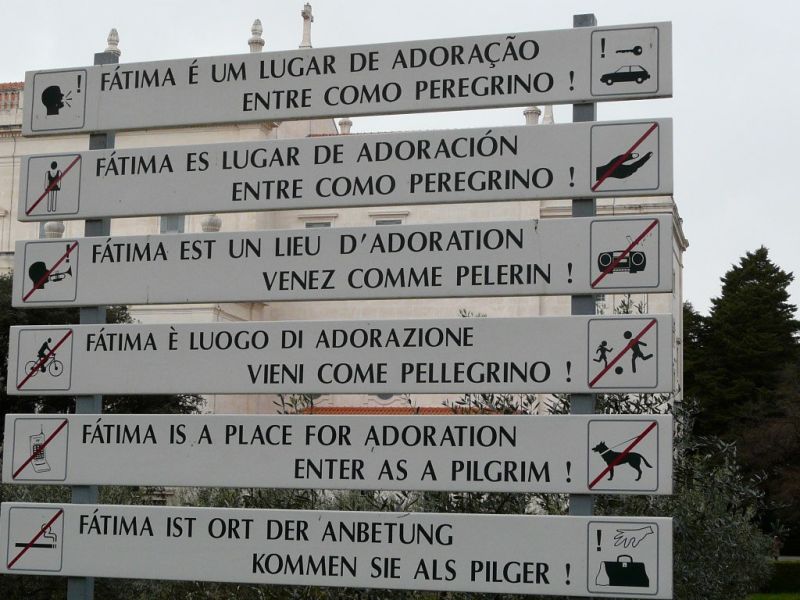 FÁTIMA É UM LUGAR DE ADORAÇÃO
ENTRE COMO PEREGRINO !
!
!
FÁTIMA ES LUGAR DE ADORACIÓN
ENTRE COMO PEREGRINO !
FÁTIMA EST UN LIEU D'ADORATION
VENEZ COMME PELERIN !
FÁTIMA È LUOGO DI ADORAZIONE
VIENI COME PELLEGRINO !
FÁTIMA IS A PLACE FOR ADORATION
ENTER AS A PILGRIM !
FÁTIMA IST ORT DER ANBETUNG
KOMMEN SIE ALS PILGER !
!